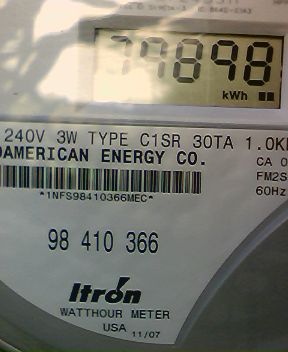 79898
kWh
240V 3W TYPE C1SR 30TA 1.0K
AMERICAN ENERGY CO.
CA 0
FM2S
60Hz
*1NFS98410366MEC*
98 410 366
Itron
WATTHOUR METER
USA 11/07